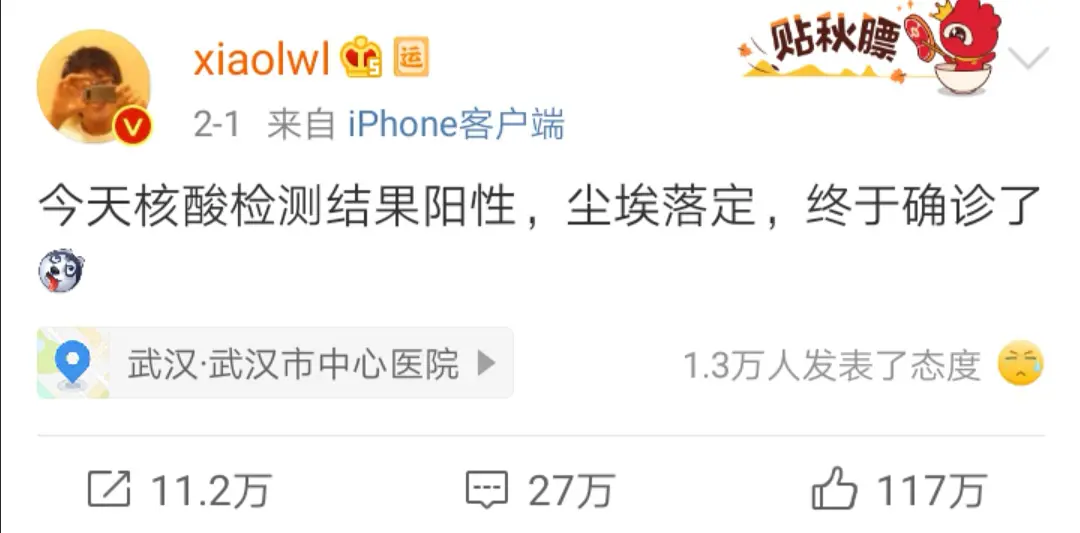 xiaolwl
贴秋膘
2-1 来自 iPhone客户端
今天核酸检测结果阳性，尘埃落定，终于确诊了
武汉·武汉市中心医院
1.3万人发表了态度
11.2万
27万
117万
5
运
V